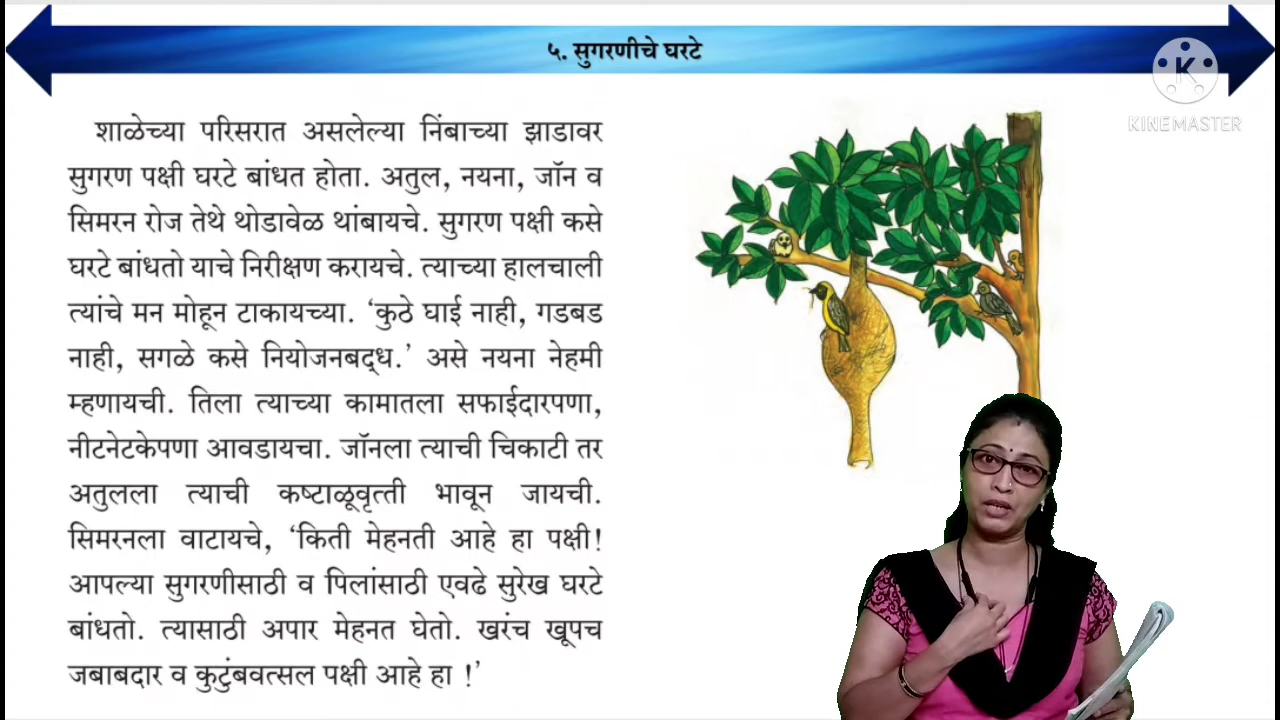 ५. सुगरणीचे घरटे
शाळेच्या परिसरात असलेल्या निंबाच्या झाडावर
सुगरण पक्षी घरटे बांधत होता. अतुल, नयना, जॉन व
सिमरन रोज तेथे थोडावेळ थांबायचे. सुगरण पक्षी कसे
घरटे बांधतो याचे निरीक्षण करायचे. त्याच्या हालचाली
त्यांचे मन मोहून टाकायच्या. ‘कुठे घाई नाही, गडबड
नाही, सगळे कसे नियोजनबद्ध.’ असे नयना नेहमी
म्हणायची. तिला त्याच्या कामातला सफाईदारपणा,
नीटनेटकेपणा आवडायचा. जॉनला त्याची चिकाटी तर
अतुलला त्याची कष्टाळूवृत्ती भावून जायची.
सिमरनला वाटायचे, ‘किती मेहनती आहे हा पक्षी!
आपल्या सुगरणीसाठी व पिलांसाठी एवढे सुरेख घरटे
बांधतो. त्यासाठी अपार मेहनत घेतो. खरंच खूपच
जबाबदार व कुटुंबवत्सल पक्षी आहे हा !’
K
KINEMASTER